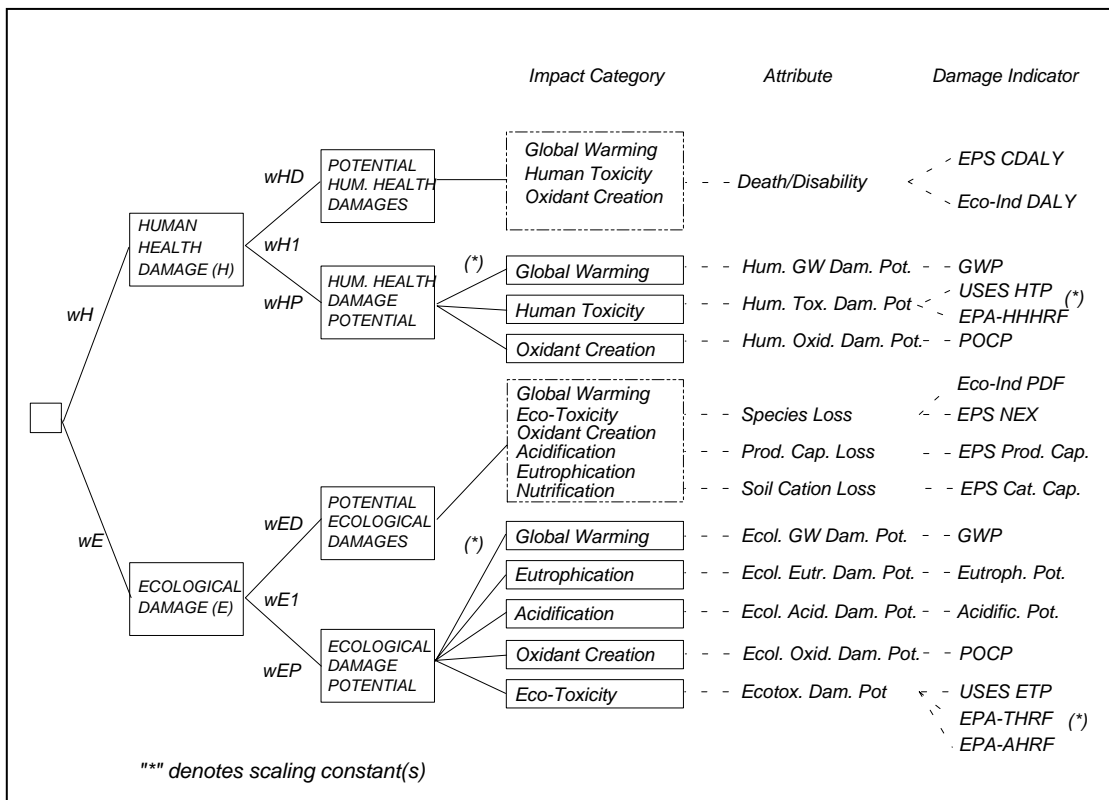 Impact Category
Attribute
Damage Indicator
Global Warming
Human Toxicity
Oxidant Creation
Death/Disability
EPS CDALY
Eco-Ind DALY
POTENTIAL
HUM. HEALTH
DAMAGES
wHD
HUMAN
HEALTH
DAMAGE (H)
wH1
wHP
HUM. HEALTH
DAMAGE
POTENTIAL
(*)
Global Warming
Hum. GW Dam. Pot.
GWP
Human Toxicity
Hum. Tox. Dam. Pot
USES HTP
EPA-HHHRF
(*)
Oxidant Creation
Hum. Oxid. Dam. Pot.
POCP
wH
Global Warming
Eco-Toxicity
Oxidant Creation
Acidification
Eutrophication
Nutrification
Species Loss
Eco-Ind PDF
EPS NEX
Prod. Cap. Loss
EPS Prod. Cap.
Soil Cation Loss
EPS Cat. Cap.
POTENTIAL
ECOLOGICAL
DAMAGES
wED
wE
ECOLOGICAL
DAMAGE (E)
wE1
wEP
ECOLOGICAL
DAMAGE
POTENTIAL
(*)
Global Warming
Ecol. GW Dam. Pot.
GWP
Eutrophication
Ecol. Eutr. Dam. Pot.
Eutroph. Pot.
Acidification
Ecol. Acid. Dam. Pot.
Acidific. Pot.
Oxidant Creation
Ecol. Oxid. Dam. Pot.
POCP
Eco-Toxicity
Ecotox. Dam. Pot
USES ETP
EPA-THRF
(*)
EPA-AHRF
"*" denotes scaling constant(s)